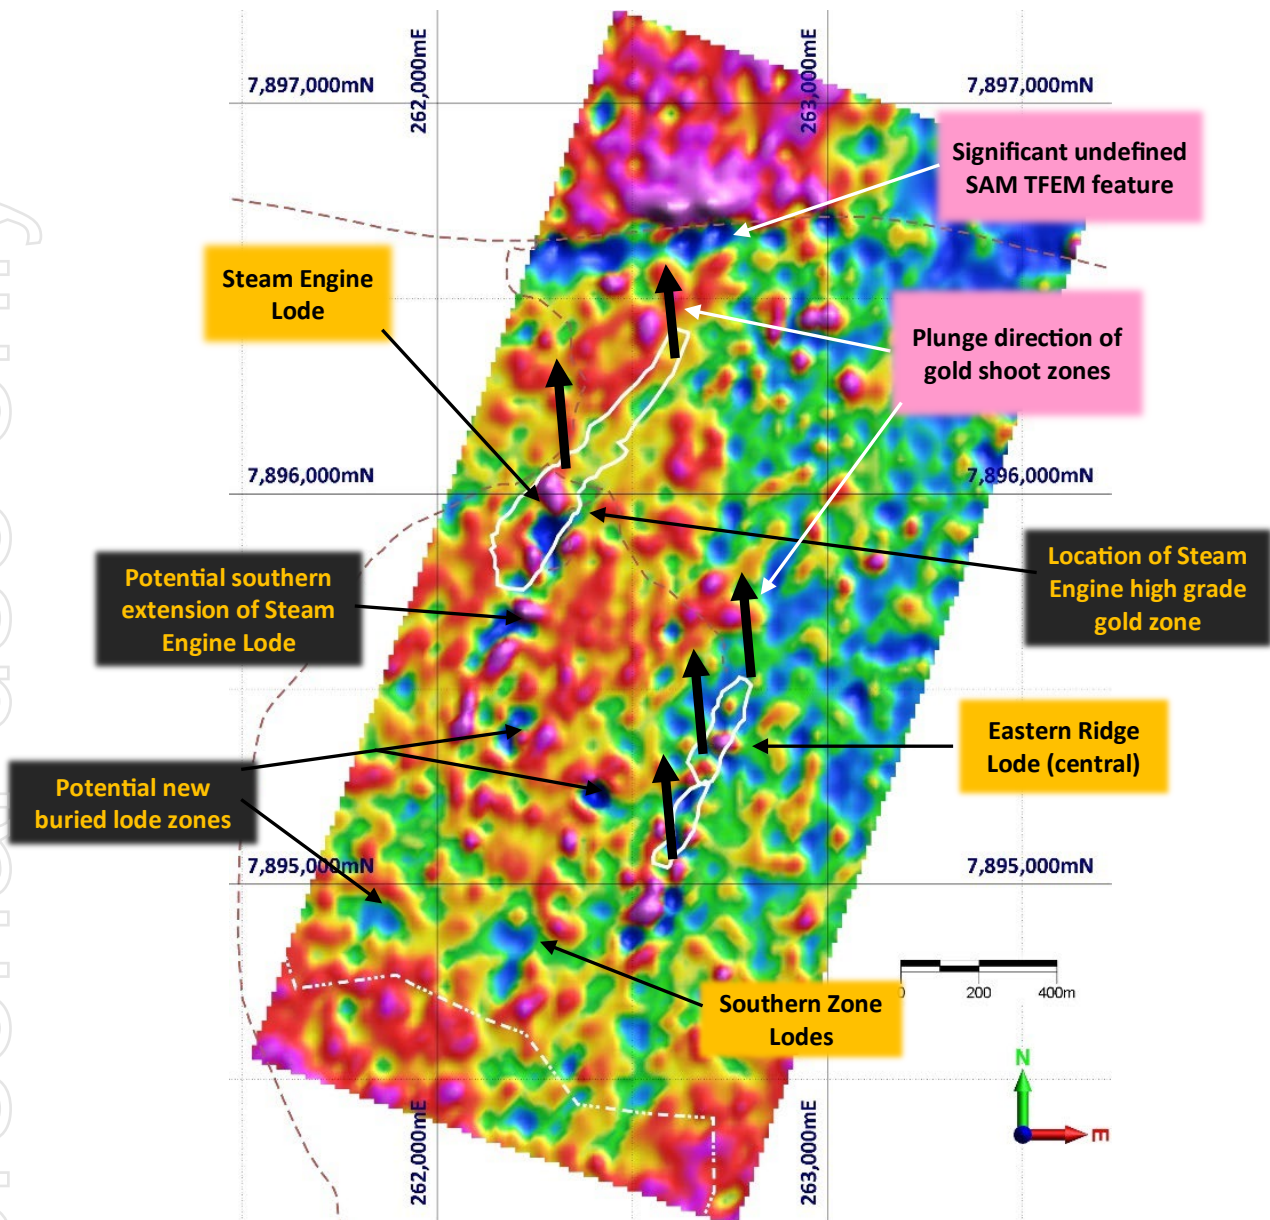 262,000mE
263,000mE
7,897,000mN
7,897,000mN
Significant undefined
SAM TFEM feature
Steam Engine
Lode
Plunge direction of
gold shoot zones
7,896,000mN
7,896,000mN
Potential southern
extension of Steam
Engine Lode
Location of Steam
Engine high grade
gold zone
Eastern Ridge
Lode (central)
Potential new
buried lode zones
7,895,000mN
7,895,000mN
Southern Zone
Lodes
0 200 400m
N
E
262,000mE
263,000mE